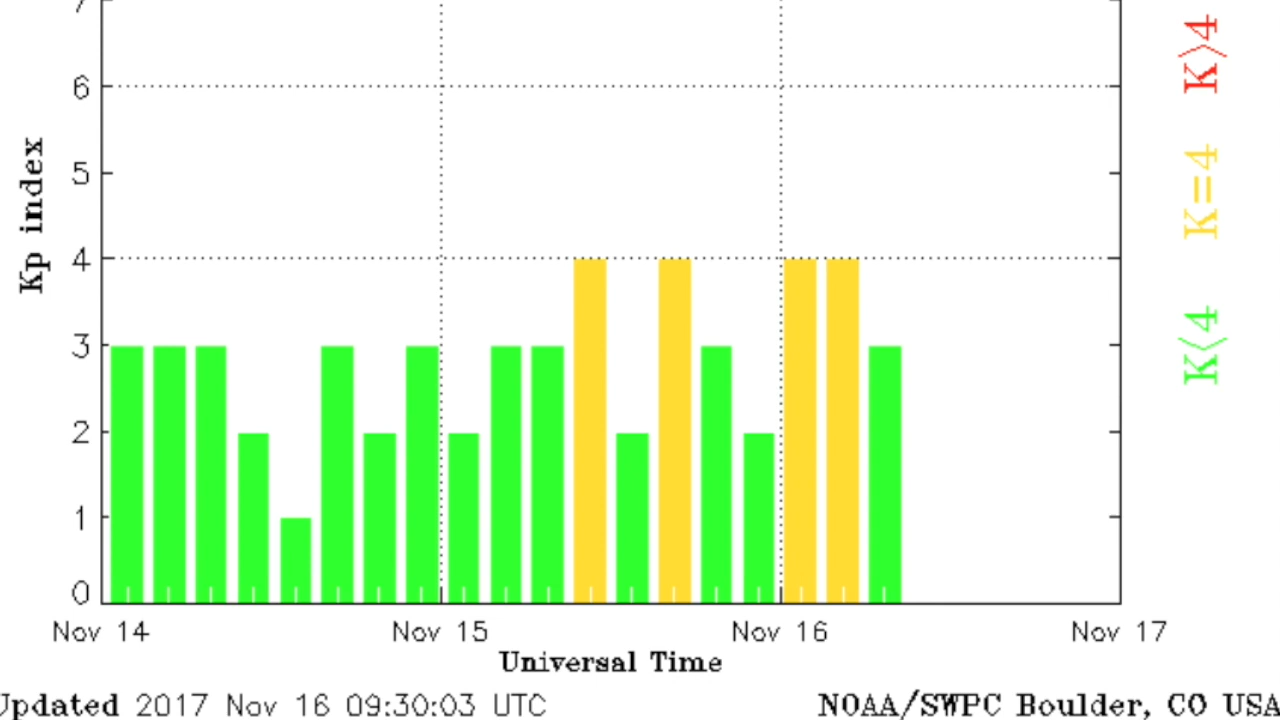 7
K>4
6
K=4
5
Kp index
4
K<4
3
2
1
0
Nov 14 Nov 15 Nov 16 Nov 17
Universal Time
Updated 2017 Nov 16 09:30:03 UTC NOAA/SWPC Boulder, CO USA